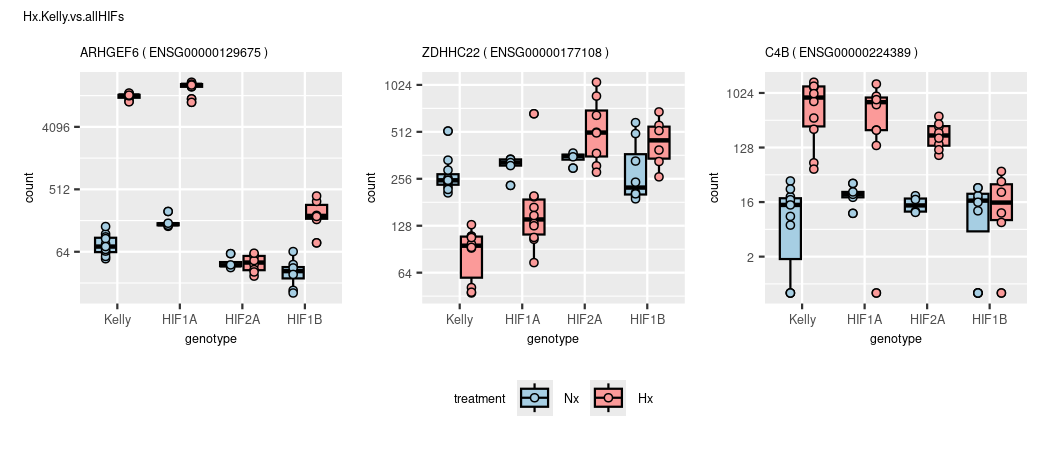 Hx.Kelly.vs.allHIFs
ARHGEF6 ( ENSG00000129675 )
count
4096
512
64
Kelly HIF1A HIF2A HIF1B
genotype
ZDHHC22 ( ENSG00000177108 )
count
1024
512
256
128
64
Kelly HIF1A HIF2A HIF1B
genotype
C4B ( ENSG00000224389 )
count
1024
128
16
2
Kelly HIF1A HIF2A HIF1B
genotype
treatment Nx Hx